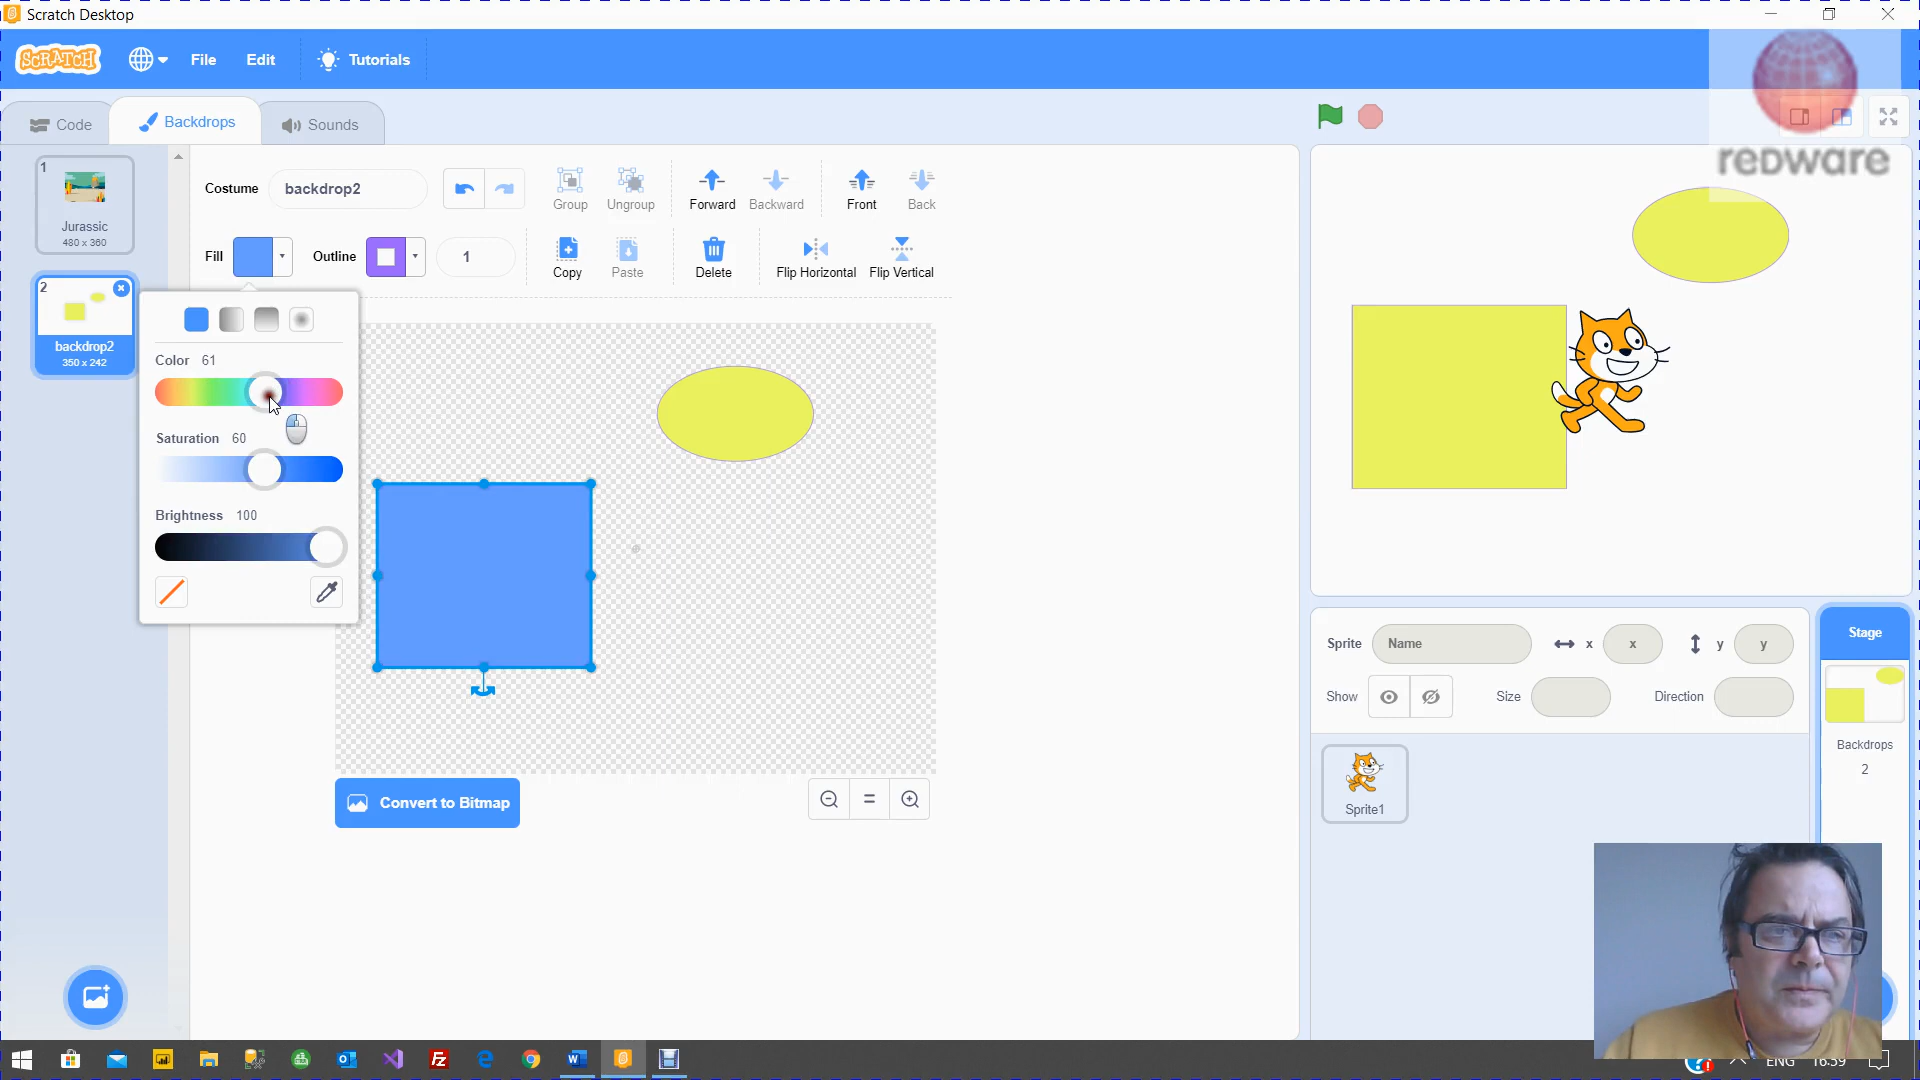 Scratch Desktop
SCRATCH File Edit Tutorials
redware
Code Backdrops Sounds
1
Jurassic
480 x 360
2
backdrop2
350 x 242
Costume backdrop2
Group Ungroup Forward Backward Front Back
Fill Outline 1
Copy Paste Delete Flip Horizontal Flip Vertical
Color 61
Saturation 60
Brightness 100
Convert to Bitmap
Sprite Name x x y y
Show Size Direction
Sprite1
Stage
Backdrops
2
ENG 16:39